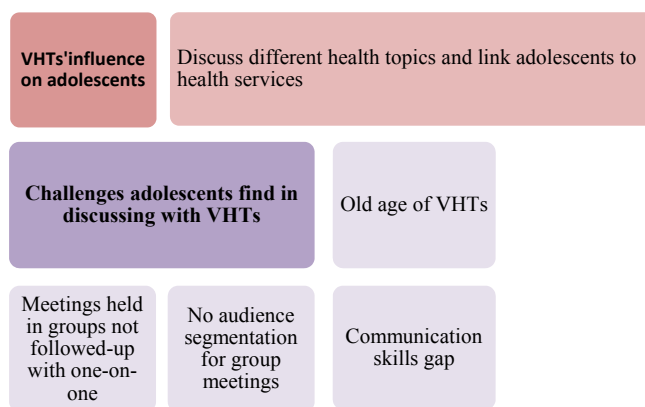 VHTs'influence
on adolescents
Discuss different health topics and link adolescents to
health services
Challenges adolescents find in
discussing with VHTs
Old age of VHTs
Meetings held
in groups not
followed-up
with one-on-
one
No audience
segmentation
for group
meetings
Communication
skills gap